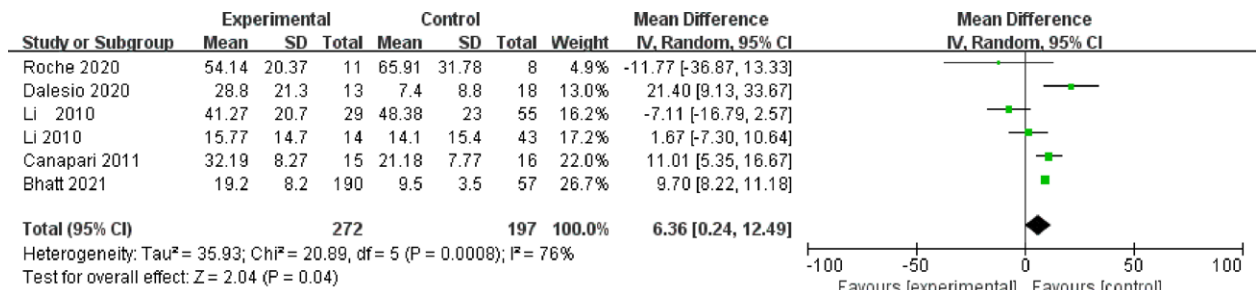 Experimental Control Mean Difference Mean Difference
Study or Subgroup Mean SD Total Mean SD Total Weight IV, Random, 95% CI IV, Random, 95% CI
Roche 2020 54.14 20.37 11 65.91 31.78 8 4.9% -11.77 [-36.87, 13.33]
Dalesio 2020 28.8 21.3 13 7.4 8.8 18 13.0% 21.40 [9.13, 33.67]
Li 2010 41.27 20.7 29 48.38 23 55 16.2% -7.11 [-16.79, 2.57]
Li 2010 15.77 14.7 14 14.1 15.4 43 17.2% 1.67 [-7.30, 10.64]
Canapari 2011 32.19 8.27 15 21.18 7.77 16 22.0% 11.01 [5.35, 16.67]
Bhatt 2021 19.2 8.2 190 9.5 3.5 57 26.7% 9.70 [8.22, 11.18]
Total (95% CI) 272 197 100.0% 6.36 [0.24, 12.49]
Heterogeneity: Tau² = 35.93; Chi² = 20.89, df = 5 (P = 0.0008); I² = 76%
Test for overall effect: Z = 2.04 (P = 0.04)
-100 -50 0 50 100
Favours [experimental] Favours [control]